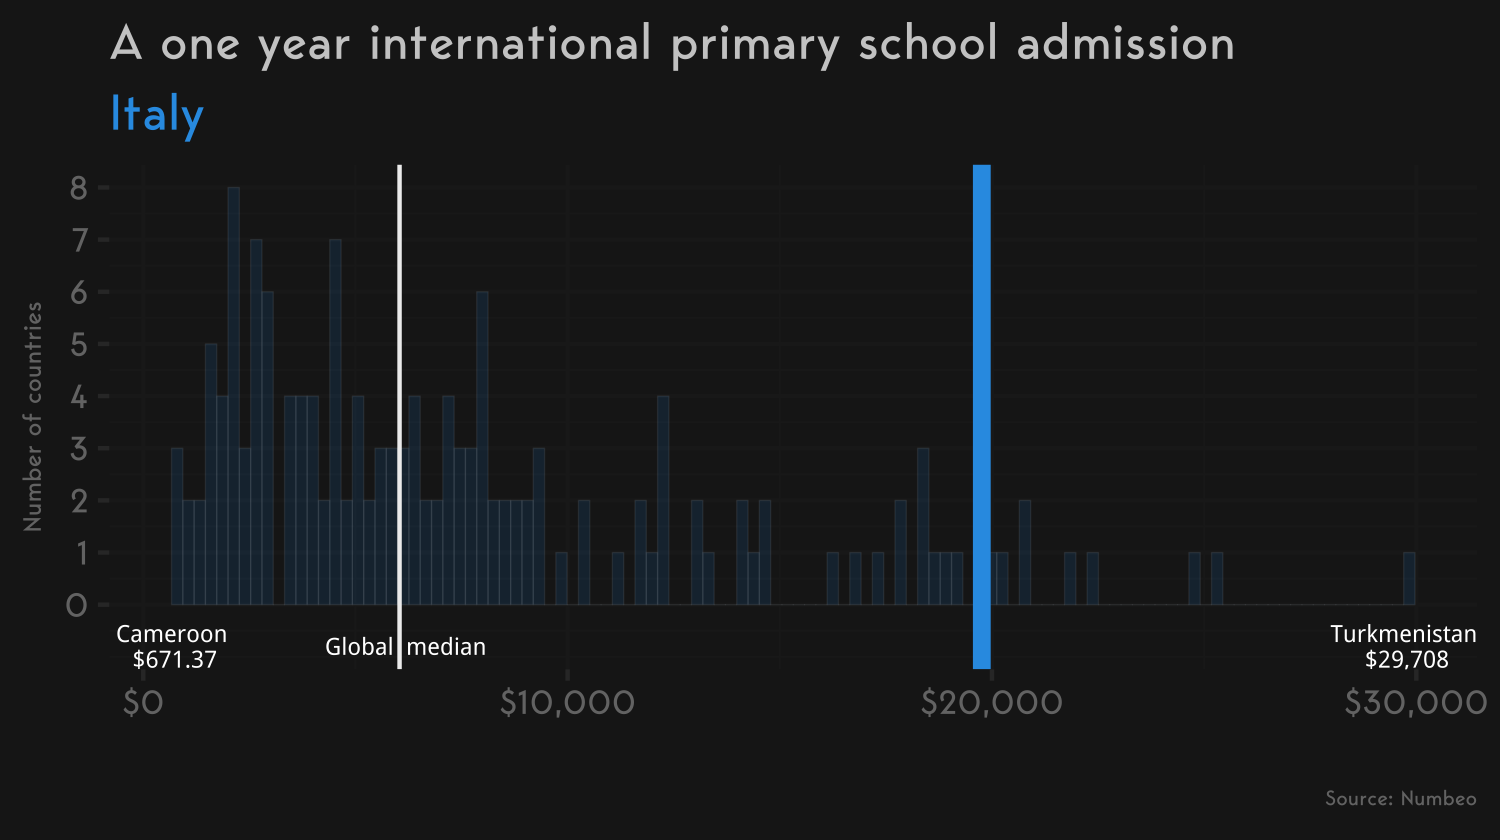 A one year international primary school admission
Italy
Number of countries
8
7
6
5
4
3
2
1
0
Cameroon
$671.37
Global median
Turkmenistan
$29,708
$0 $10,000 $20,000 $30,000
Source: Numbeo